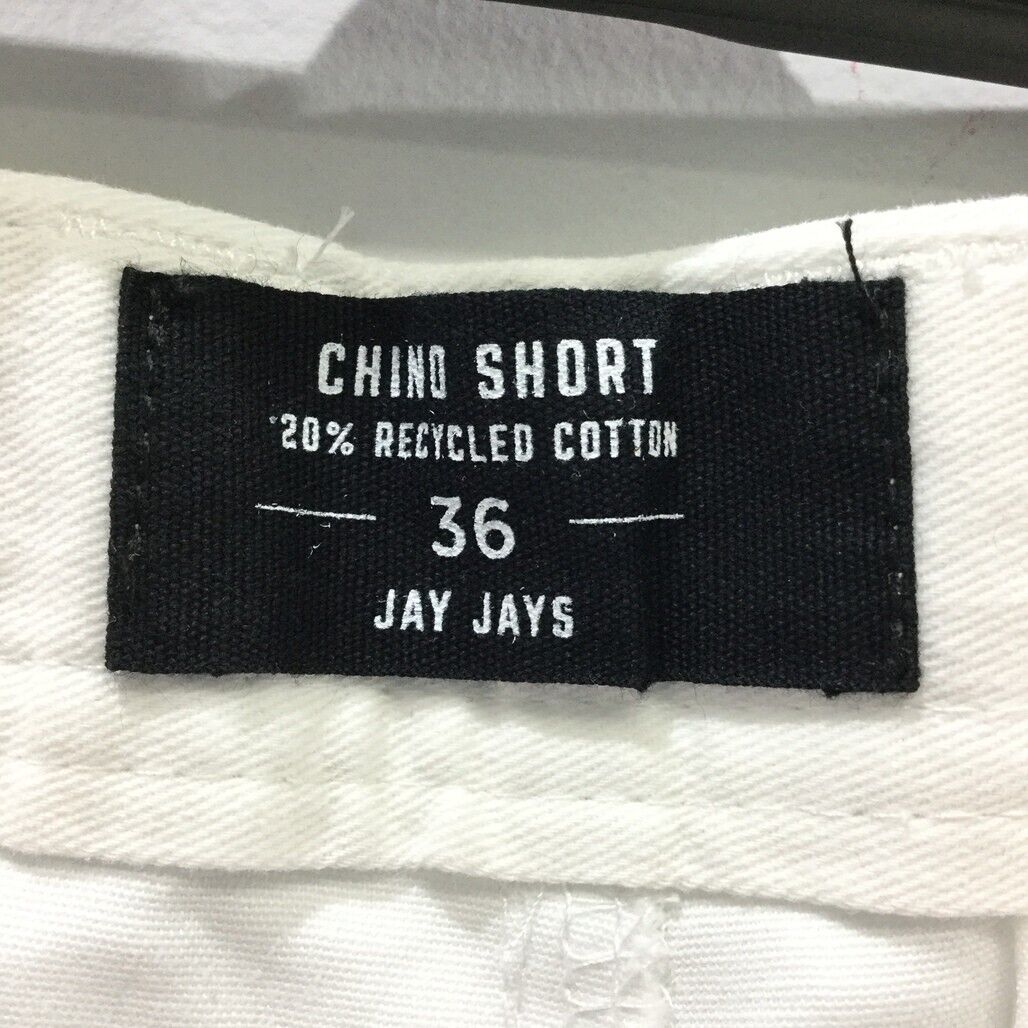 CHINO SHORT
20% RECYCLED COTTON
36
JAY JAYS